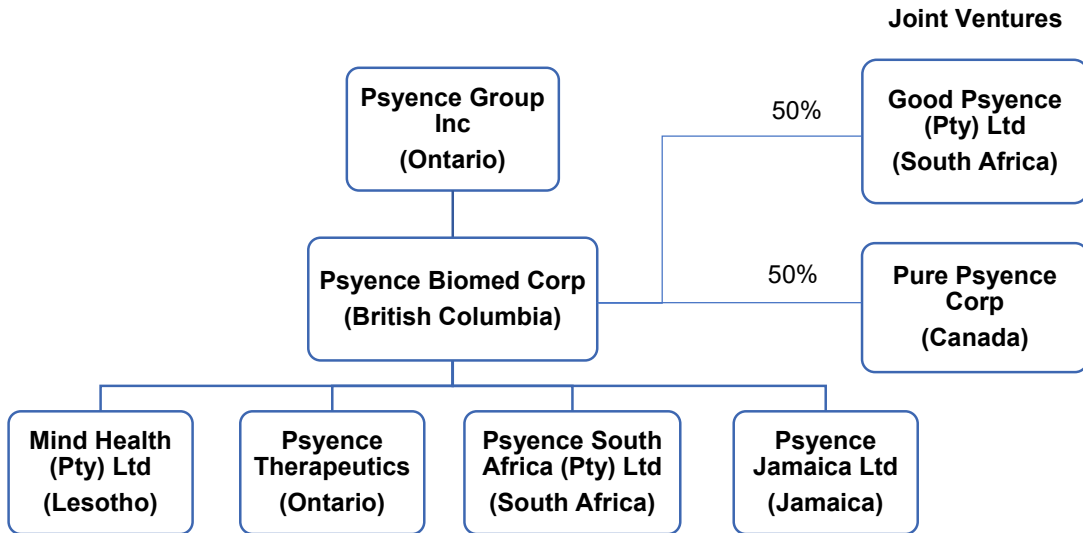 Joint Ventures
Psyence Group
Inc
(Ontario)
50%
Good Psyence
(Pty) Ltd
(South Africa)
Psyence Biomed Corp
(British Columbia)
50%
Pure Psyence
Corp
(Canada)
Mind Health
(Pty) Ltd
(Lesotho)
Psyence
Therapeutics
(Ontario)
Psyence South
Africa (Pty) Ltd
(South Africa)
Psyence
Jamaica Ltd
(Jamaica)